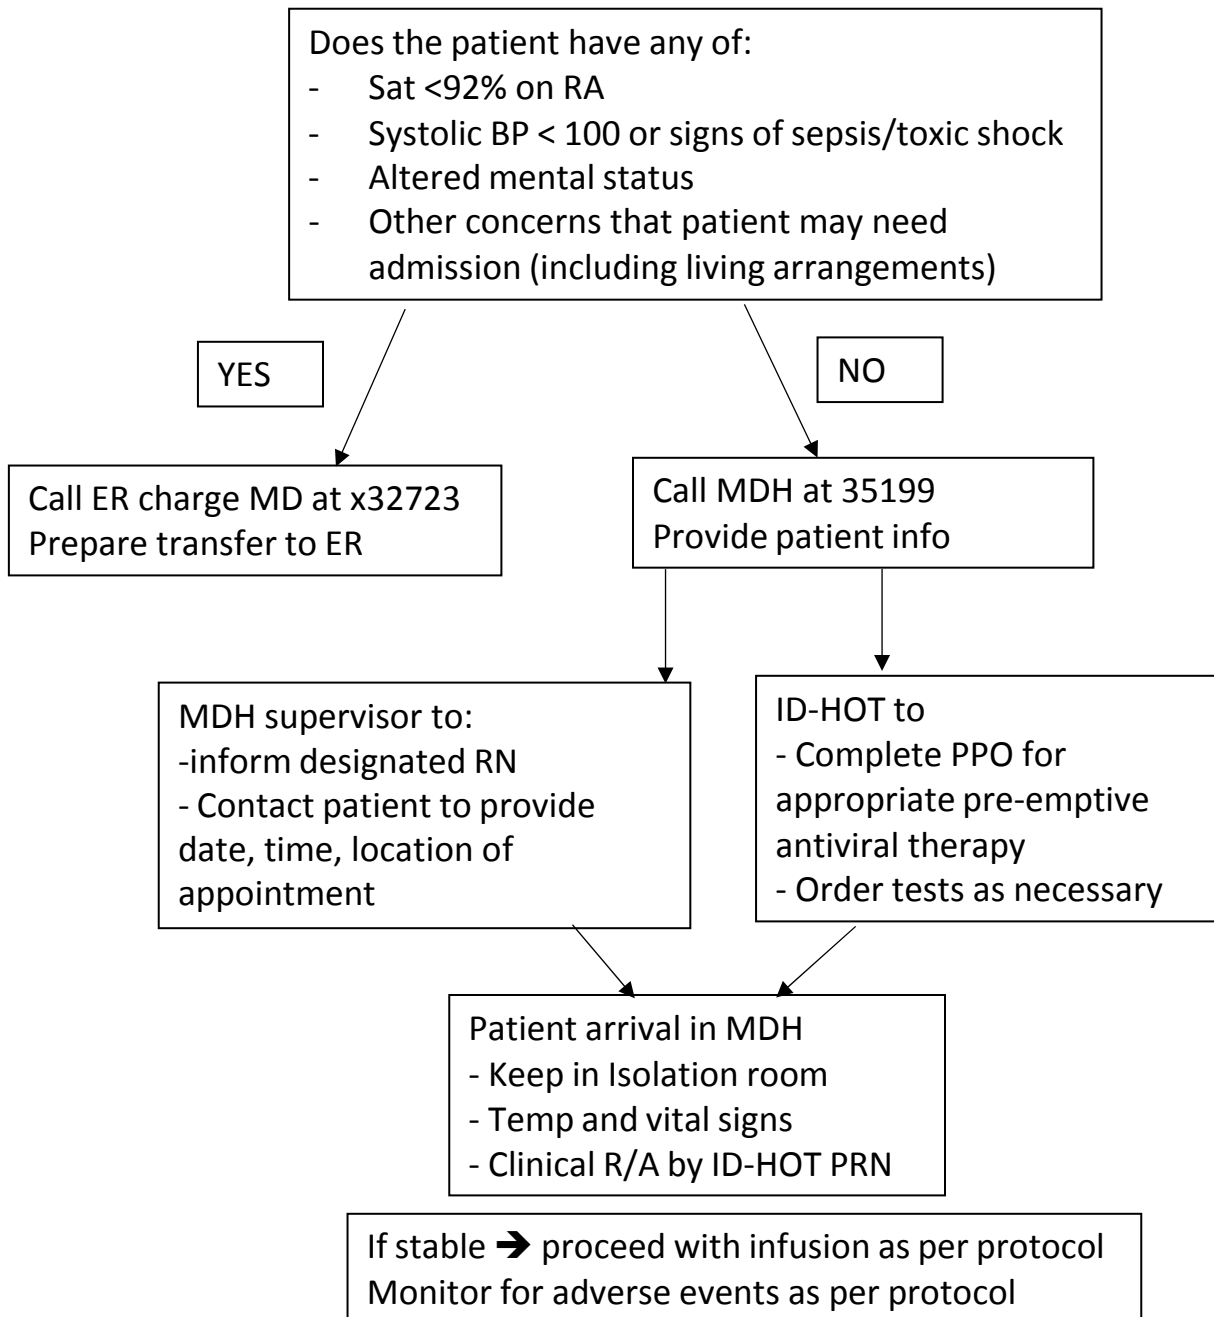 Does the patient have any of:
- Sat <92% on RA
- Systolic BP < 100 or signs of sepsis/toxic shock
- Altered mental status
- Other concerns that patient may need
admission (including living arrangements)
YES
NO
Call ER charge MD at x32723
Prepare transfer to ER
Call MDH at 35199
Provide patient info
MDH supervisor to:
-inform designated RN
- Contact patient to provide
date, time, location of
appointment
ID-HOT to
- Complete PPO for
appropriate pre-emptive
antiviral therapy
- Order tests as necessary
Patient arrival in MDH
- Keep in Isolation room
- Temp and vital signs
- Clinical R/A by ID-HOT PRN
If stable ➔ proceed with infusion as per protocol
Monitor for adverse events as per protocol